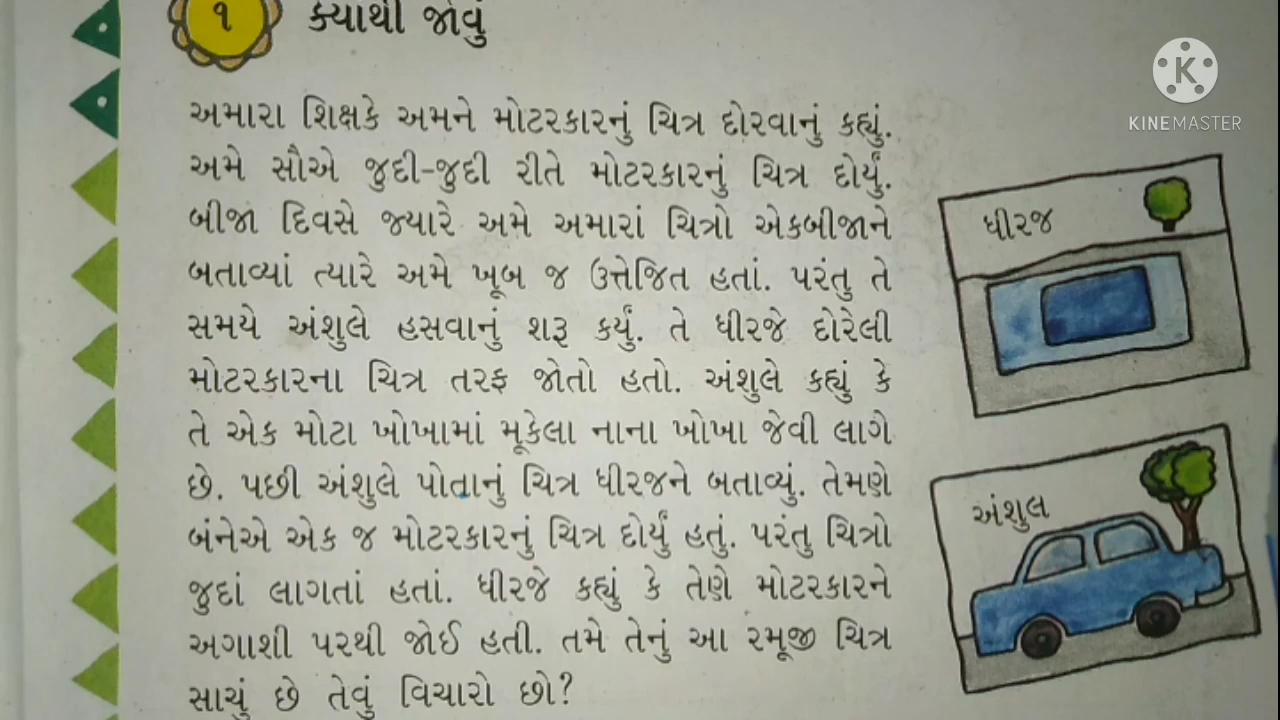 ૧ ક્યાંથી જોવું
KINEMASTER
અમારા શિક્ષકે અમને મોટરકારનું ચિત્ર દોરવાનું કહ્યું.
અમે સૌએ જુદી-જુદી રીતે મોટરકારનું ચિત્ર દોર્યું.
બીજા દિવસે જ્યારે અમે અમારાં ચિત્રો એકબીજાને
બતાવ્યાં ત્યારે અમે ખૂબ જ ઉત્તેજિત હતાં. પરંતુ તે
સમયે અંશુલે હસવાનું શરૂ કર્યું. તે ધીરજે દોરેલી
મોટરકારના ચિત્ર તરફ જોતો હતો. અંશુલે કહ્યું કે
તે એક મોટા ખોખામાં મૂકેલા નાના ખોખા જેવી લાગે
છે. પછી અંશુલે પોતાનું ચિત્ર ધીરજને બતાવ્યું. તેમણે
બંનેએ એક જ મોટરકારનું ચિત્ર દોર્યું હતું. પરંતુ ચિત્રો
જુદાં લાગતાં હતાં. ધીરજે કહ્યું કે તેણે મોટરકારને
અગાશી પરથી જોઈ હતી. તમે તેનું આ રમૂજી ચિત્ર
સાચું છે તેવું વિચારો છો?
ધીરજ
અંશુલ